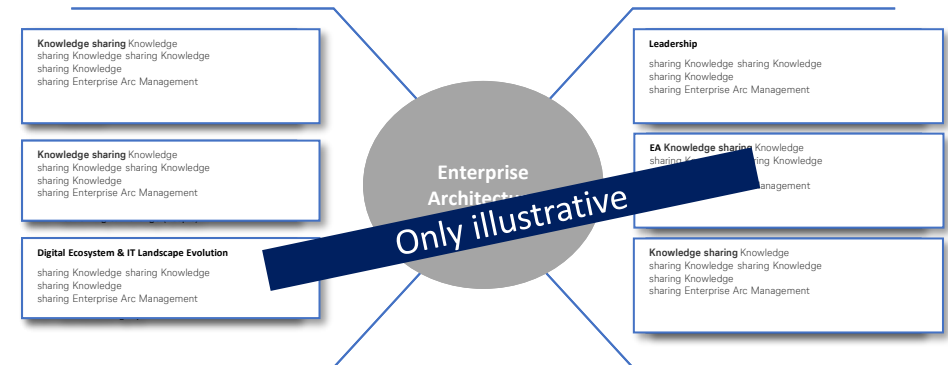 Knowledge sharing Knowledge
sharing Knowledge sharing Knowledge
sharing Knowledge
sharing Enterprise Arc Management
Knowledge sharing Knowledge
sharing Knowledge sharing Knowledge
sharing Knowledge
sharing Enterprise Arc Management
Digital Ecosystem & IT Landscape Evolution
sharing Knowledge sharing Knowledge
sharing Knowledge
sharing Enterprise Arc Management
Enterprise
Only illustrative
Leadership
sharing Knowledge sharing Knowledge
sharing Knowledge
sharing Enterprise Arc Management
EA Knowledge sharing Knowledge
sharing Knowledge
Knowledge sharing Knowledge
sharing Knowledge sharing Knowledge
sharing Knowledge
sharing Enterprise Arc Management